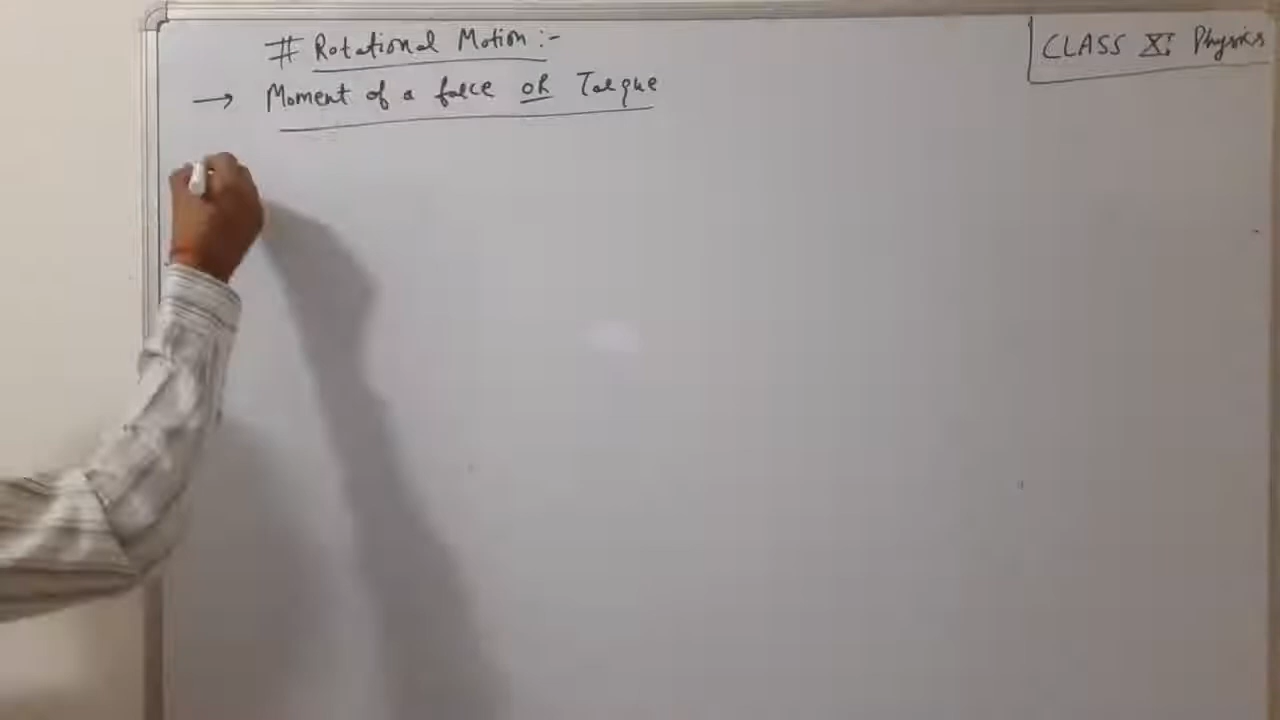 # Rotational Motion :-
CLASS XI Physics
→ Moment of a force OR Torque